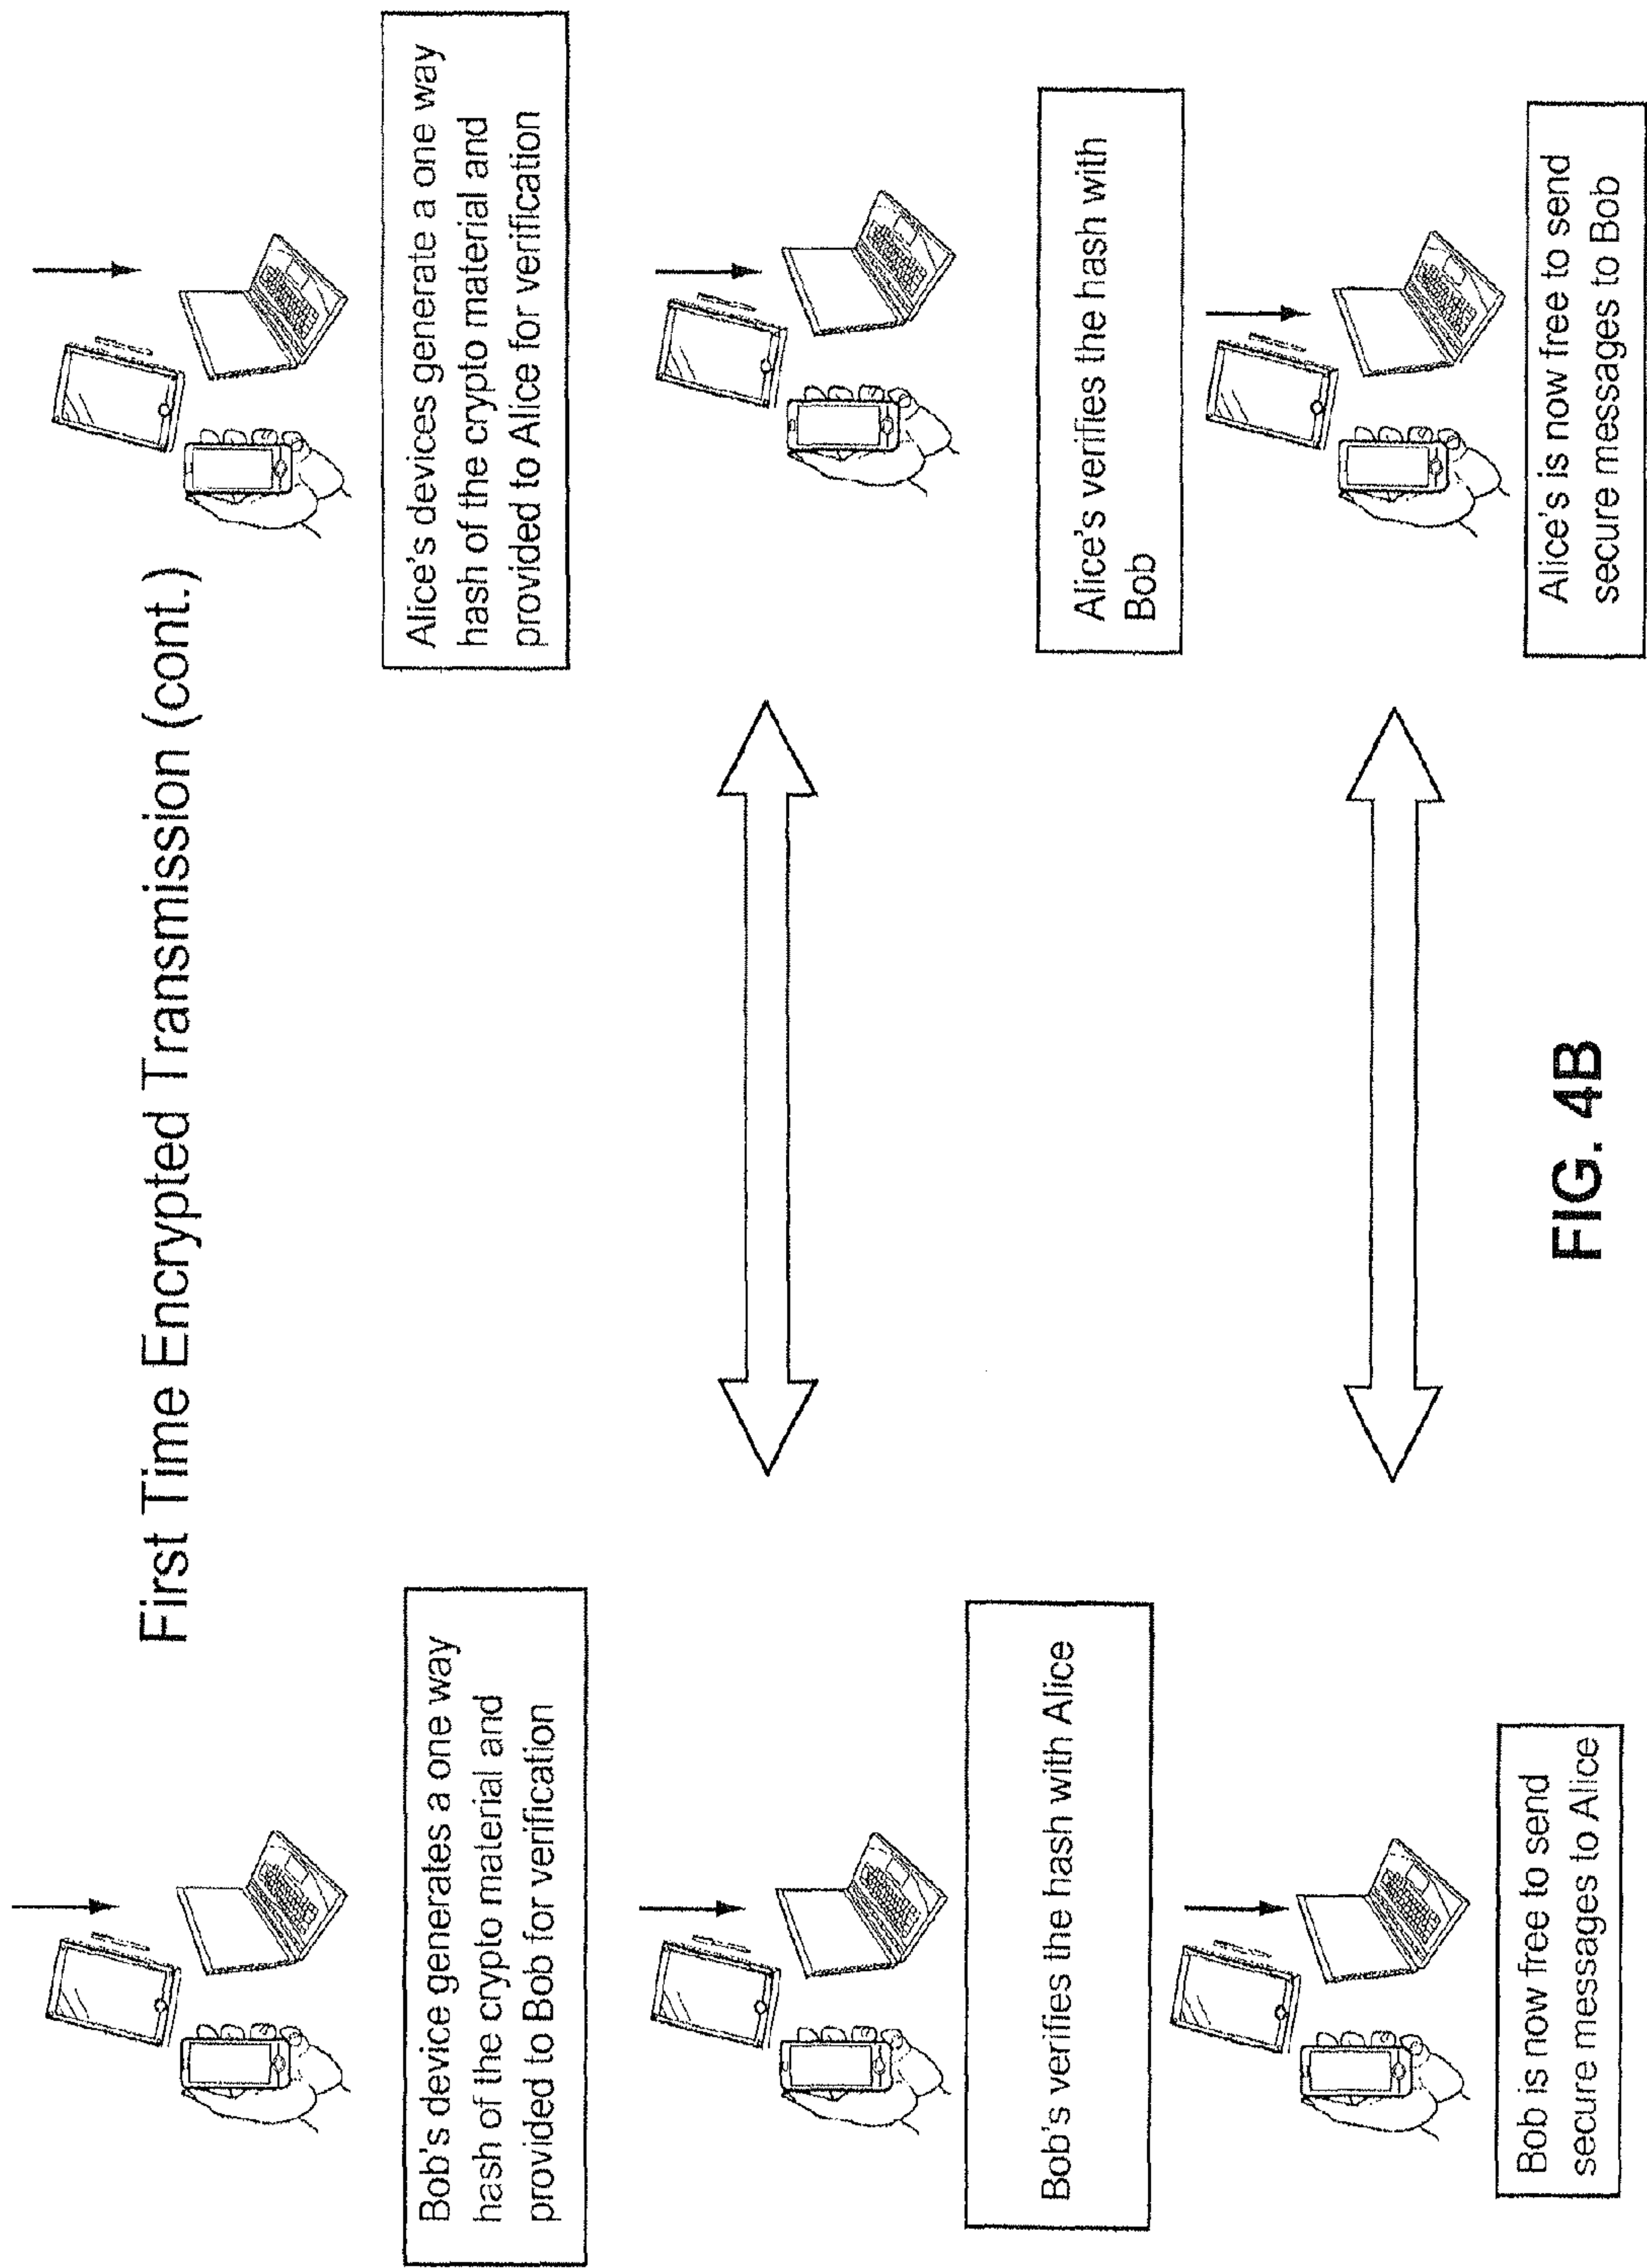 First Time Encrypted Transmission (cont.)
Bob's device generates a one way
hash of the crypto material and
provided to Bob for verification
Alice's devices generate a one way
hash of the crypto material and
provided to Alice for verification
Bob's verifies the hash with Alice
Alice's verifies the hash with
Bob
Bob is now free to send
secure messages to Alice
Alice's is now free to send
secure messages to Bob
FIG. 4B